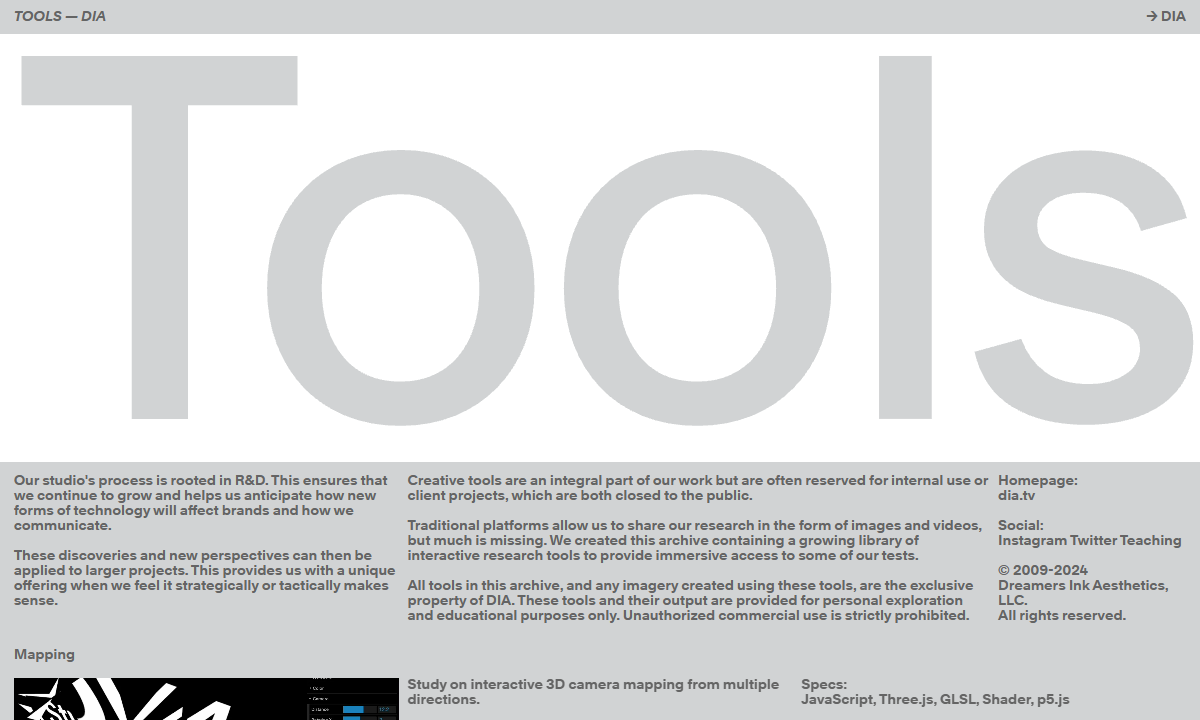 TOOLS — DIA
→ DIA
Tools
Our studio's process is rooted in R&D. This ensures that
we continue to grow and helps us anticipate how new
forms of technology will affect brands and how we
communicate.
These discoveries and new perspectives can then be
applied to larger projects. This provides us with a unique
offering when we feel it strategically or tactically makes
sense.
Creative tools are an integral part of our work but are often reserved for internal use or
client projects, which are both closed to the public.
Traditional platforms allow us to share our research in the form of images and videos,
but much is missing. We created this archive containing a growing library of
interactive research tools to provide immersive access to some of our tests.
All tools in this archive, and any imagery created using these tools, are the exclusive
property of DIA. These tools and their output are provided for personal exploration
and educational purposes only. Unauthorized commercial use is strictly prohibited.
Homepage:
dia.tv
Social:
Instagram Twitter Teaching
© 2009-2024
Dreamers Ink Aesthetics,
LLC.
All rights reserved.
Mapping
Color
Camera
Distance
Study on interactive 3D camera mapping from multiple
directions.
Specs:
JavaScript, Three.js, GLSL, Shader, p5.js